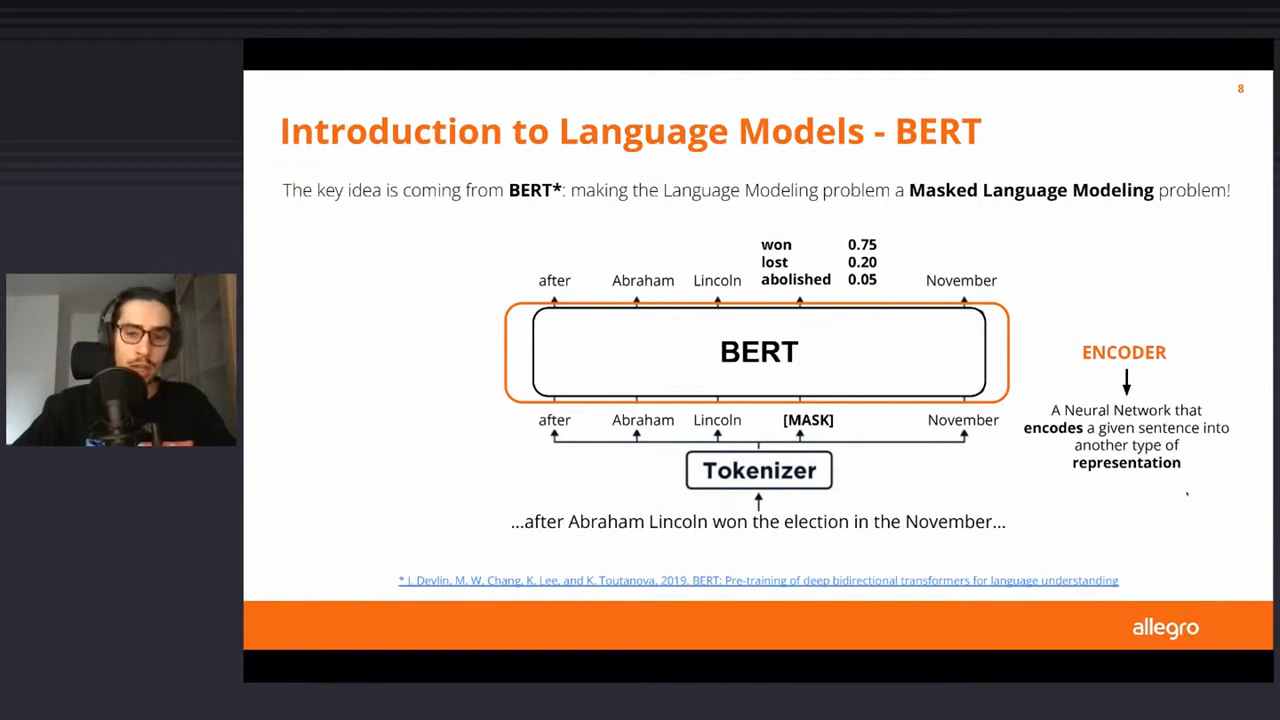 8
Introduction to Language Models - BERT
The key idea is coming from BERT*: making the Language Modeling problem a Masked Language Modeling problem!
won 0.75
lost 0.20
abolished 0.05
after Abraham Lincoln November
BERT
after Abraham Lincoln [MASK] November
Tokenizer
...after Abraham Lincoln won the election in the November...
ENCODER
A Neural Network that
encodes a given sentence into
another type of
representation
* J. Devlin, M. W. Chang, K. Lee, and K. Toutanova. 2019. BERT: Pre-training of deep bidirectional transformers for language understanding
allegro